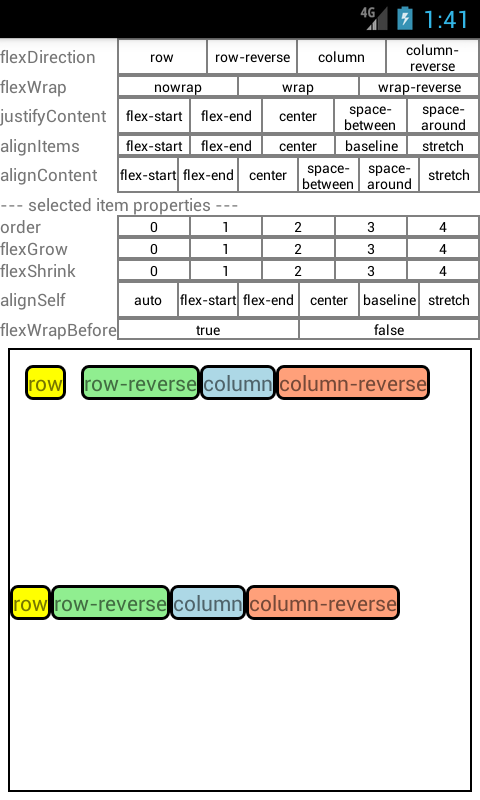 4G 1:41
flexDirection row row-reverse column column-reverse
flexWrap nowrap wrap wrap-reverse
justifyContent flex-start flex-end center space-between space-around
alignItems flex-start flex-end center baseline stretch
alignContent flex-start flex-end center space-between space-around stretch
--- selected item properties ---
order 0 1 2 3 4
flexGrow 0 1 2 3 4
flexShrink 0 1 2 3 4
alignSelf auto flex-start flex-end center baseline stretch
flexWrapBefore true false
row row-reverse column column-reverse
row row-reverse column column-reverse